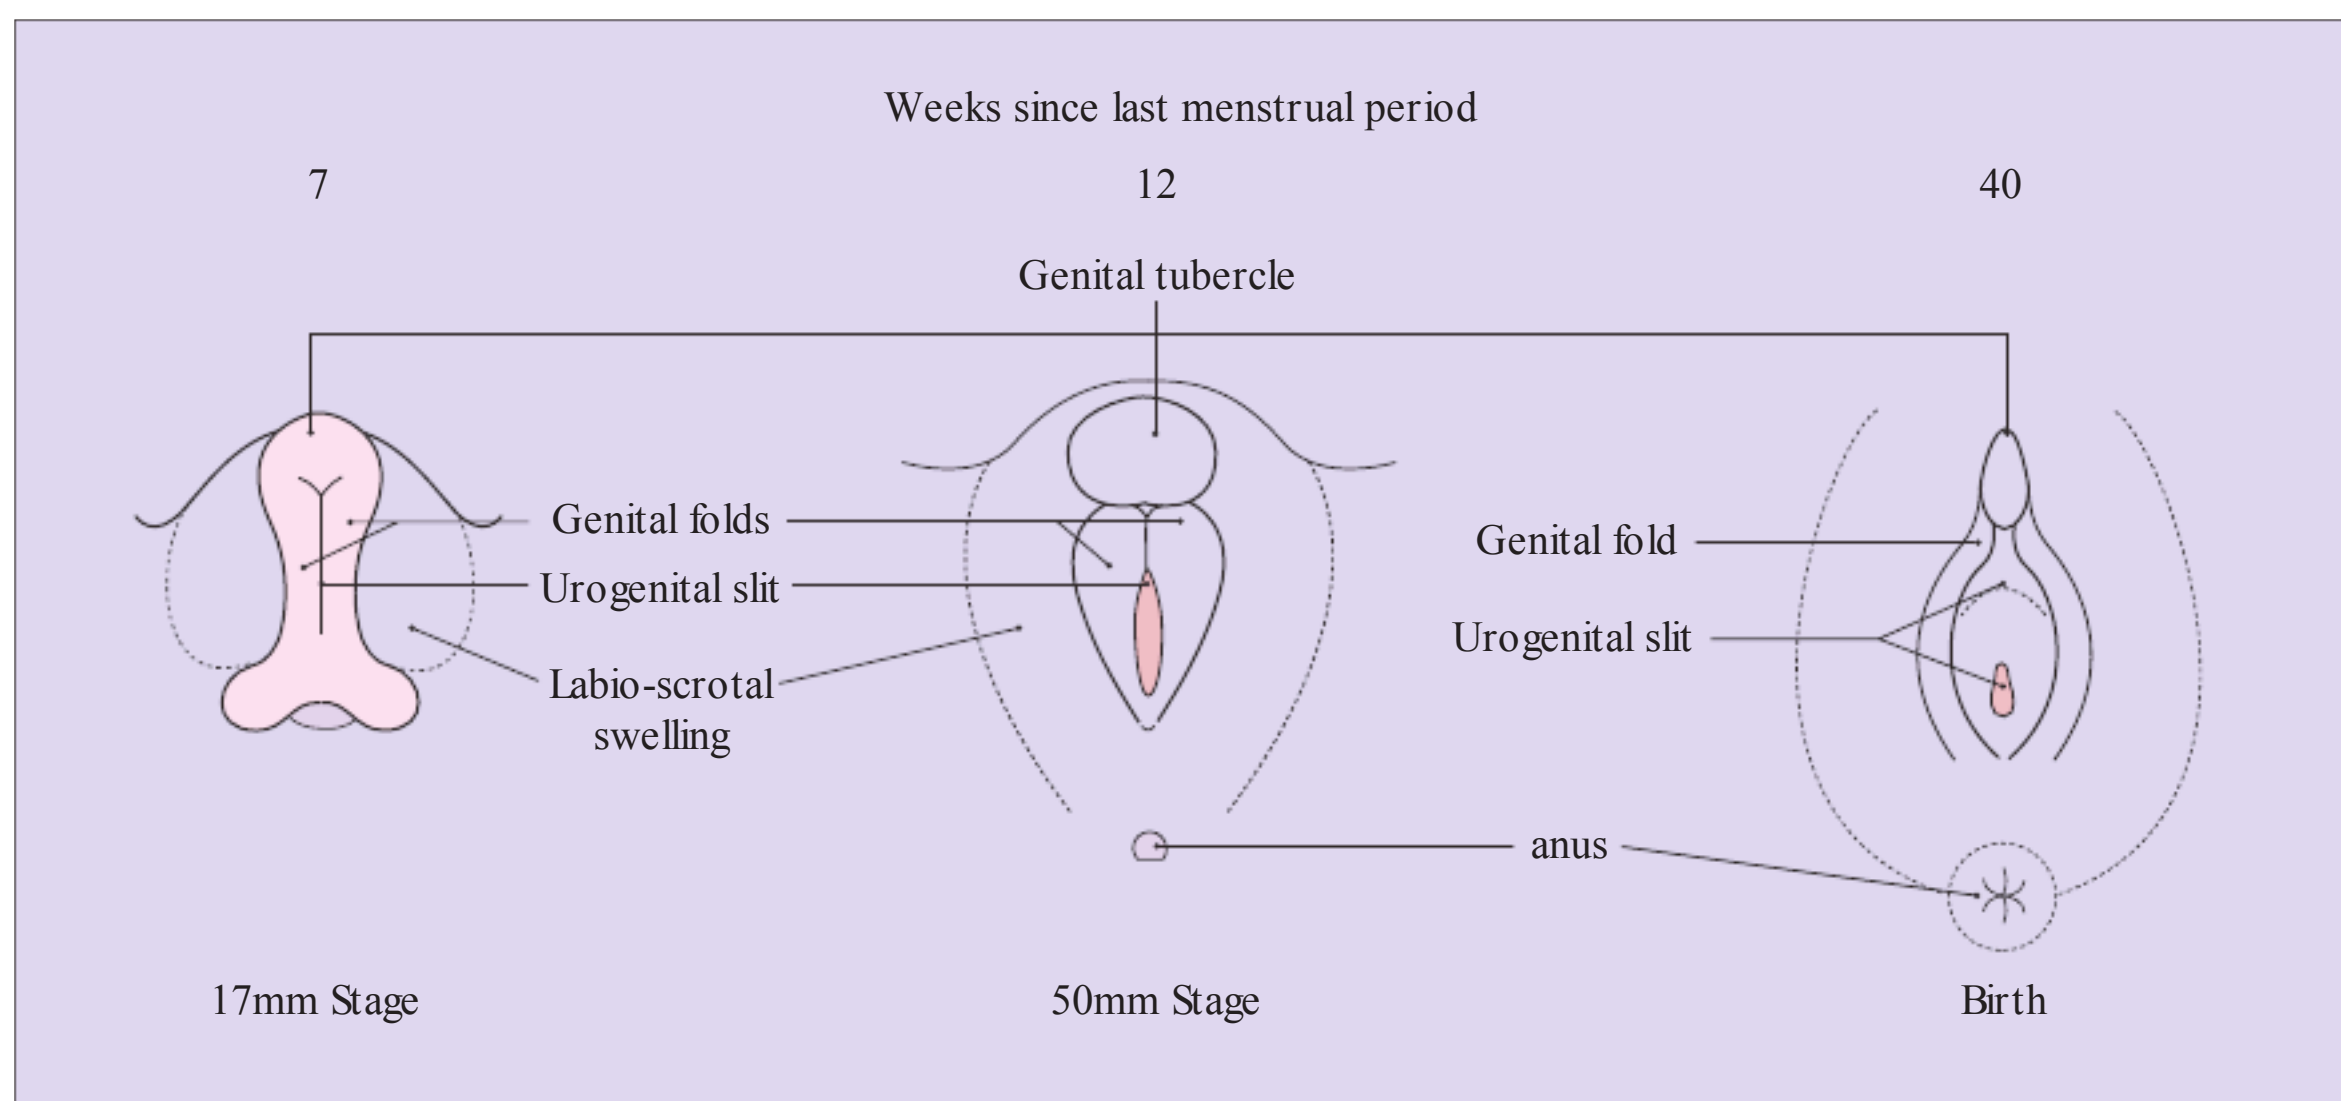 Weeks since last menstrual period
7 12 40
Genital tubercle
Genital folds
Genital fold
Urogenital slit
Urogenital slit
Labio-scrotal
swelling
anus
17mm Stage 50mm Stage Birth